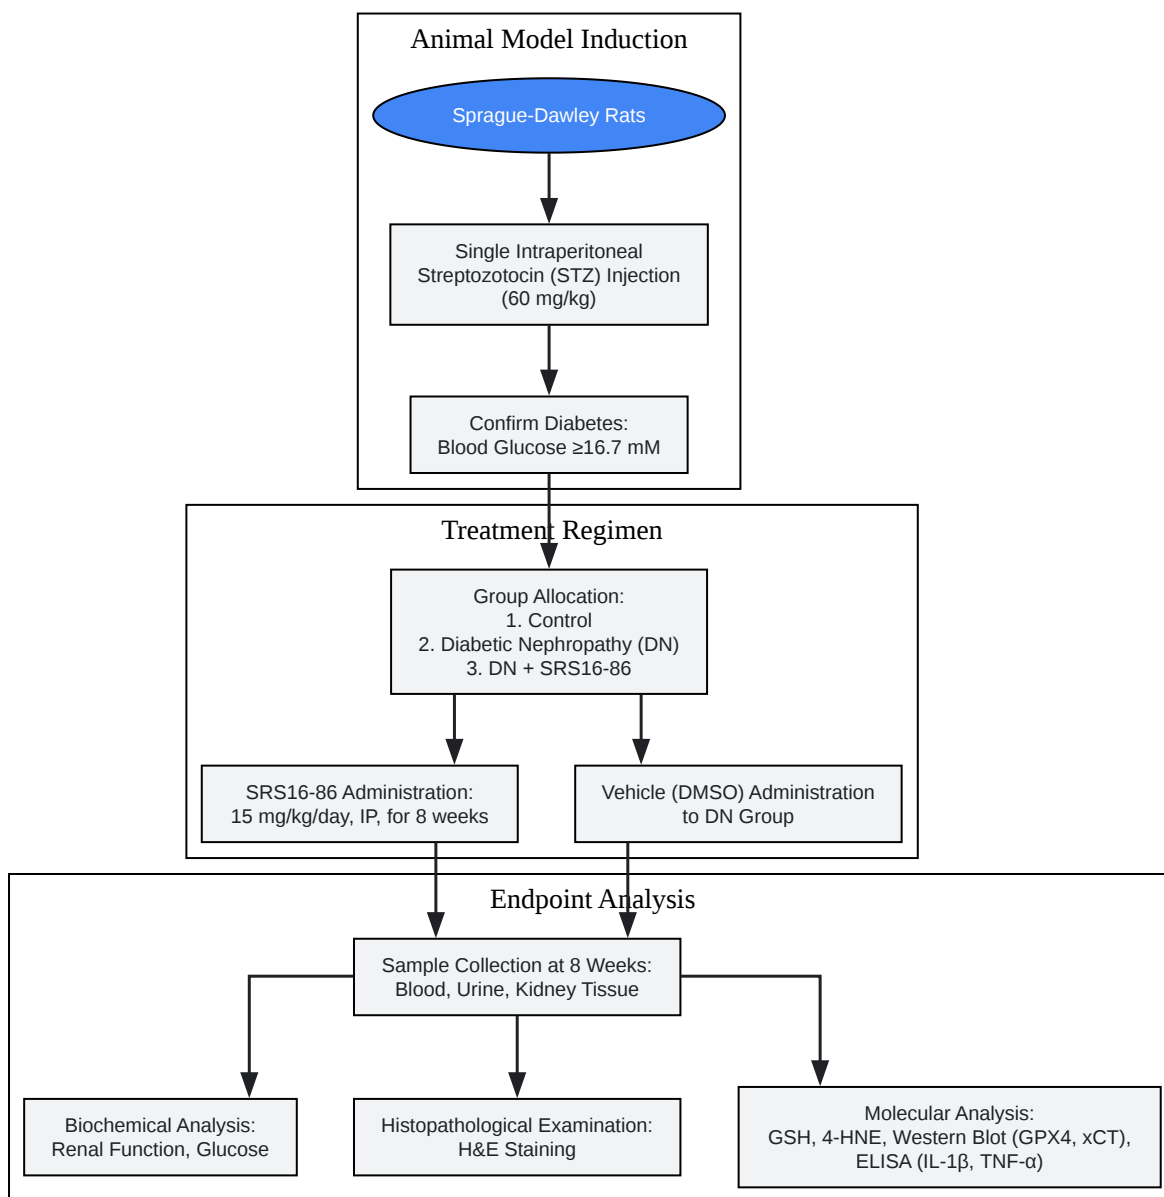 Animal Model Induction
Sprague-Dawley Rats
Single Intraperitoneal
Streptozotocin (STZ) Injection
(60 mg/kg)
Confirm Diabetes:
Blood Glucose ≥16.7 mM
Treatment Regimen
Group Allocation:
1. Control
2. Diabetic Nephropathy (DN)
3. DN + SRS16-86
SRS16-86 Administration:
15 mg/kg/day, IP, for 8 weeks
Vehicle (DMSO) Administration
to DN Group
Endpoint Analysis
Sample Collection at 8 Weeks:
Blood, Urine, Kidney Tissue
Biochemical Analysis:
Renal Function, Glucose
Histopathological Examination:
H&E Staining
Molecular Analysis:
GSH, 4-HNE, Western Blot (GPX4, xCT),
ELISA (IL-1β, TNF-α)